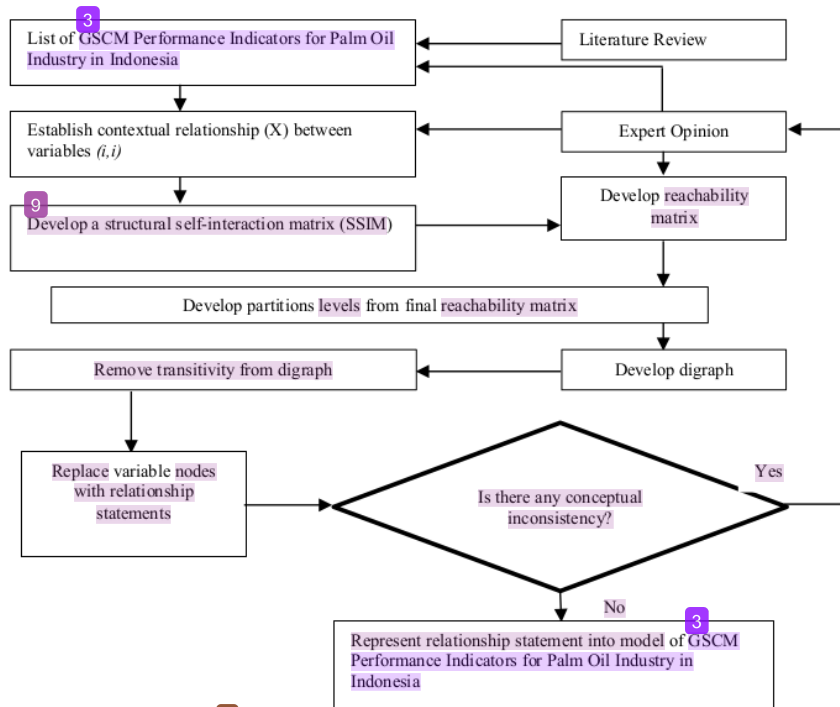 3
List of GSCM Performance Indicators for Palm Oil
Industry in Indonesia
Literature Review
Establish contextual relationship (X) between
variables (i,i)
Expert Opinion
9
Develop a structural self-interaction matrix (SSIM)
Develop reachability
matrix
Develop partitions levels from final reachability matrix
Remove transitivity from digraph
Develop digraph
Replace variable nodes
with relationship
statements
Is there any conceptual
inconsistency?
Yes
No
3
Represent relationship statement into model of GSCM
Performance Indicators for Palm Oil Industry in
Indonesia